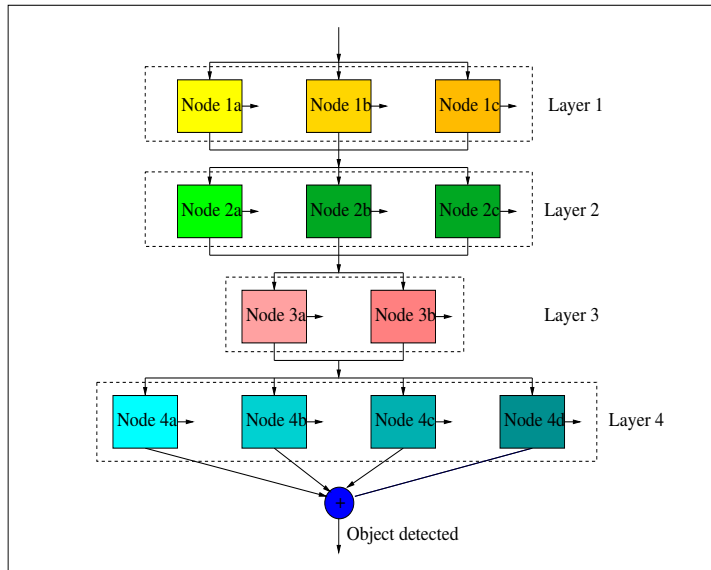 Node 1a
Node 1b
Node 1c
Layer 1
Node 2a
Node 2b
Node 2c
Layer 2
Node 3a
Node 3b
Layer 3
Node 4a
Node 4b
Node 4c
Node 4d
Layer 4
+
Object detected